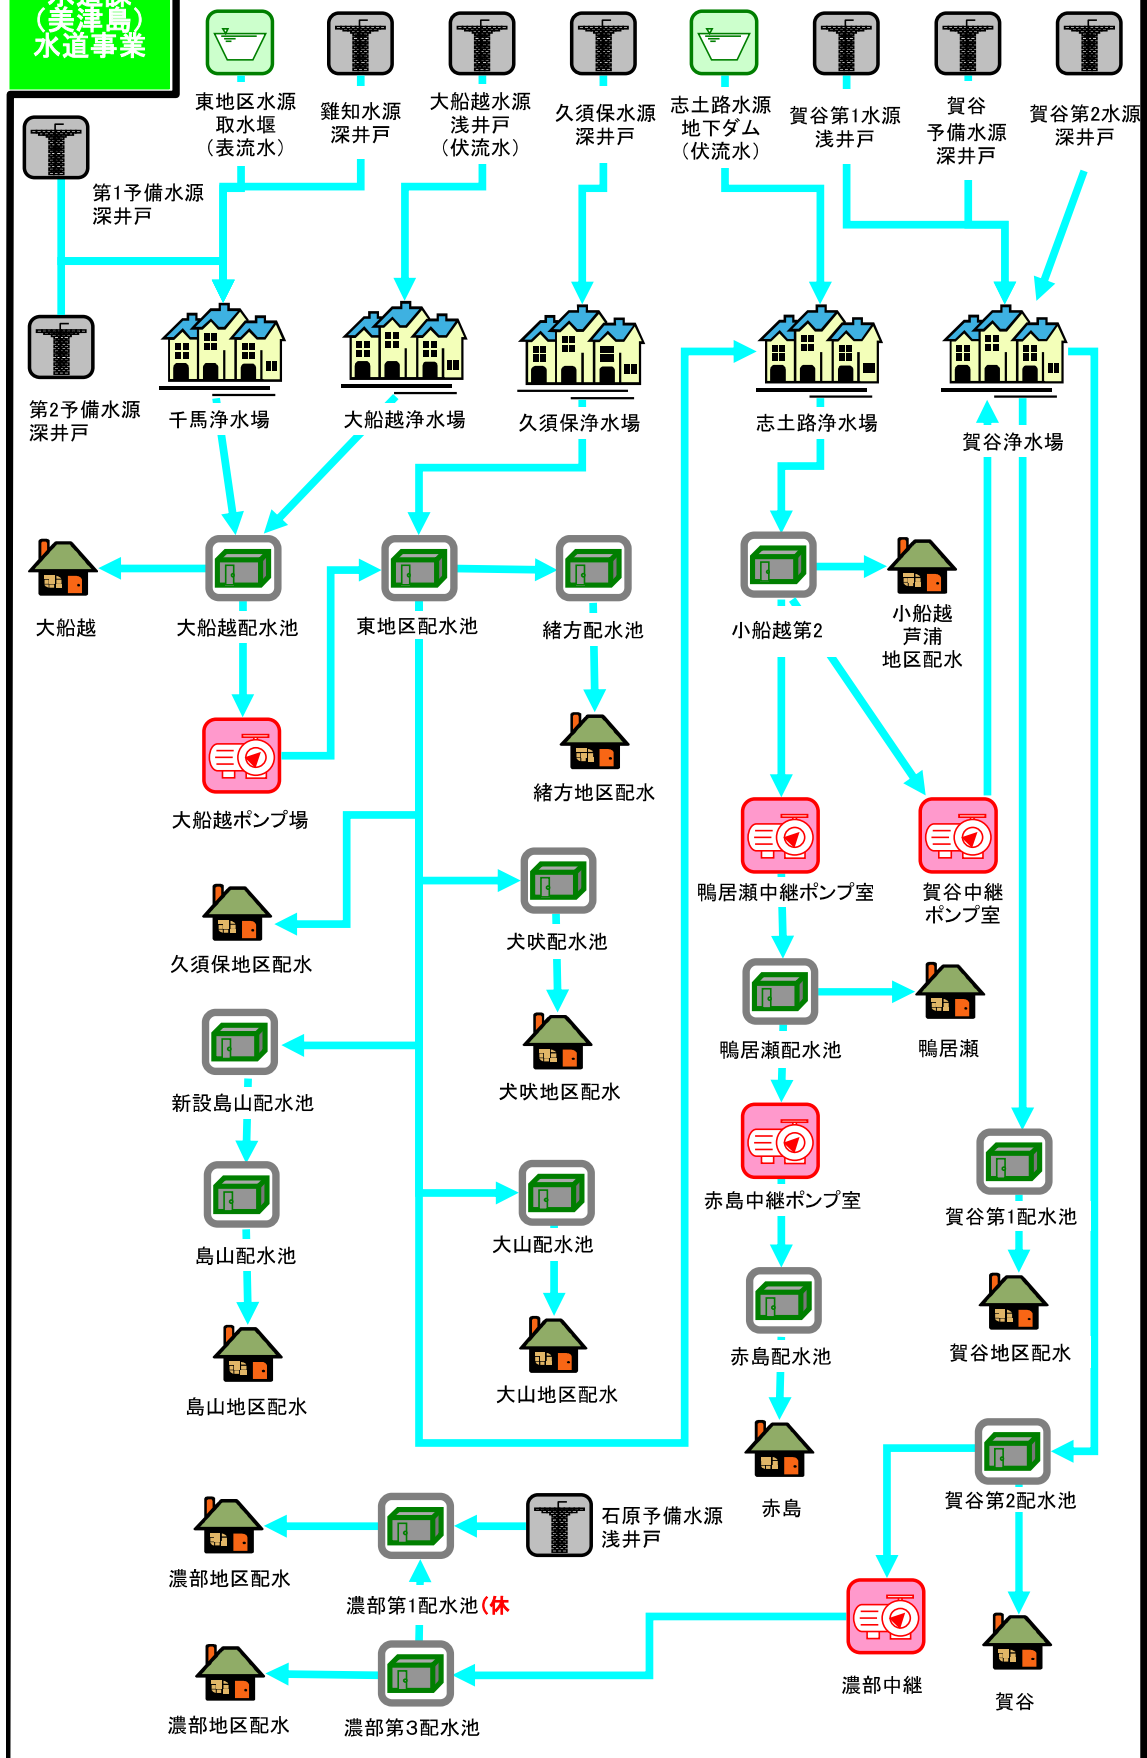 (美津島)
水道事業
東地区水源
取水堰
(表流水)
雞知水源
深井戸
大船越水源
浅井戸
(伏流水)
久須保水源
深井戸
志土路水源
地下ダム
(伏流水)
賀谷第1水源
浅井戸
賀谷
予備水源
深井戸
賀谷第2水源
深井戸
第1予備水源
深井戸
第2予備水源
深井戸
千馬浄水場
大船越浄水場
久須保浄水場
志土路浄水場
賀谷浄水場
大船越
大船越配水池
東地区配水池
緒方配水池
小船越第2
小船越
芦浦
地区配水
緒方地区配水
大船越ポンプ場
鴨居瀬中継ポンプ室
賀谷中継
ポンプ室
久須保地区配水
犬吠配水池
鴨居瀬配水池
鴨居瀬
新設島山配水池
犬吠地区配水
赤島中継ポンプ室
賀谷第1配水池
島山配水池
大山配水池
赤島配水池
賀谷地区配水
島山地区配水
大山地区配水
赤島
賀谷第2配水池
石原予備水源
浅井戸
濃部地区配水
濃部第1配水池(休
濃部中継
賀谷
濃部地区配水
濃部第3配水池